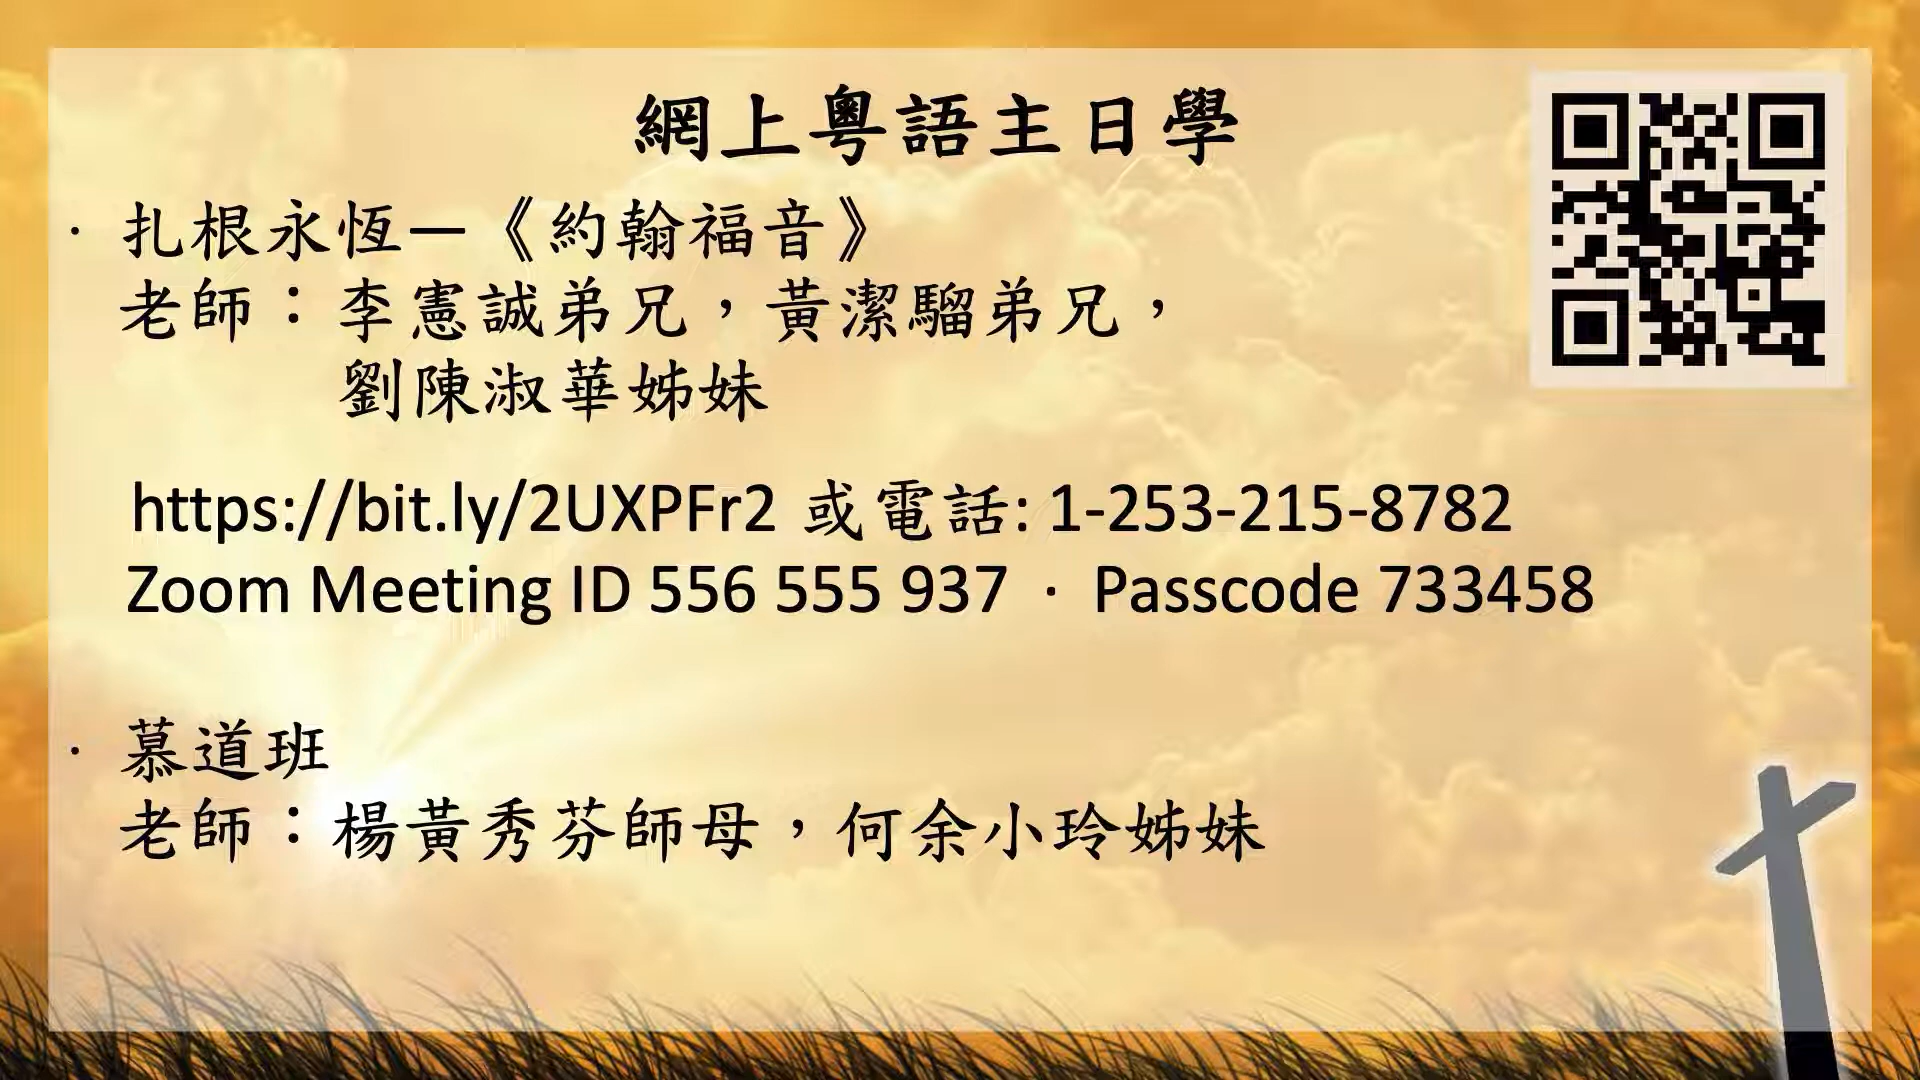 網上粵語主日學
· 扎根永恆—《約翰福音》
老師：李憲誠弟兄，黃潔騮弟兄，
劉陳淑華姊妹
https://bit.ly/2UXPFr2 或電話: 1-253-215-8782
Zoom Meeting ID 556 555 937 · Passcode 733458
· 慕道班
老師：楊黃秀芬師母，何余小玲姊妹